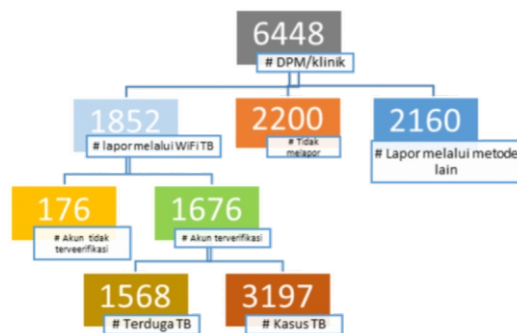 6448
# DPM/klinik
1852
# lapor melalui WiFi TB
2200
# Tidak
melapor
2160
# Lapor melalui metode
lain
176
# Akun tidak
terveerifikasi
1676
# Akun terverifikasi
1568
# Terduga TB
3197
# Kasus TB